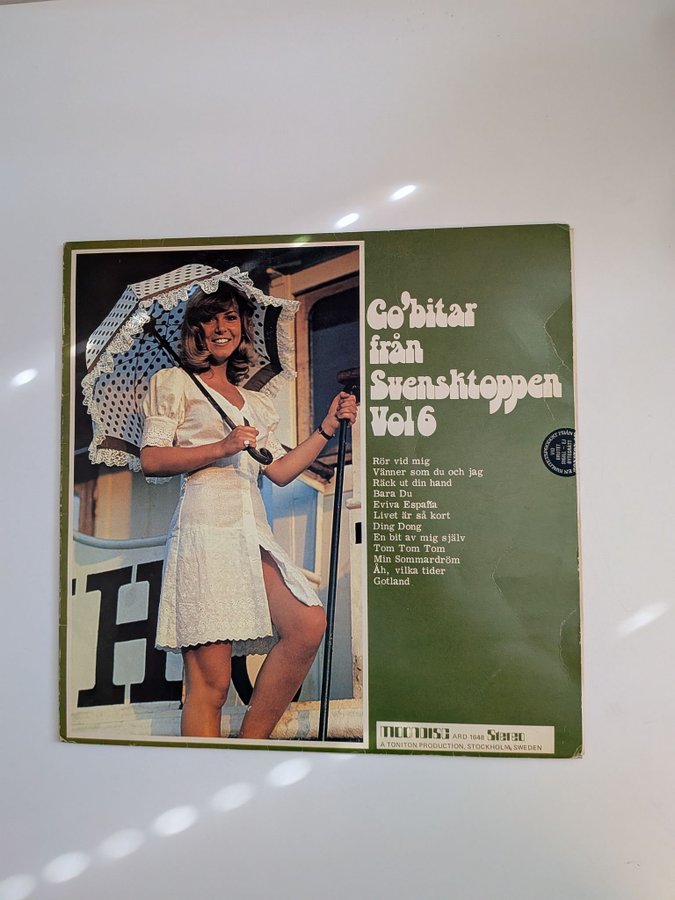 Go'bitar
från
Svensktoppen
Vol 6
Rör vid mig
Vänner som du och jag
Räck ut din hand
Bara Du
Eviva España
Livet är så kort
Ding Dong
En bit av mig själv
Tom Tom Tom
Min Sommardröm
Åh, vilka tider
Gotland
MOONDISC ARD 1648 Stereo
A TONITON PRODUCTION, STOCKHOLM, SWEDEN
H